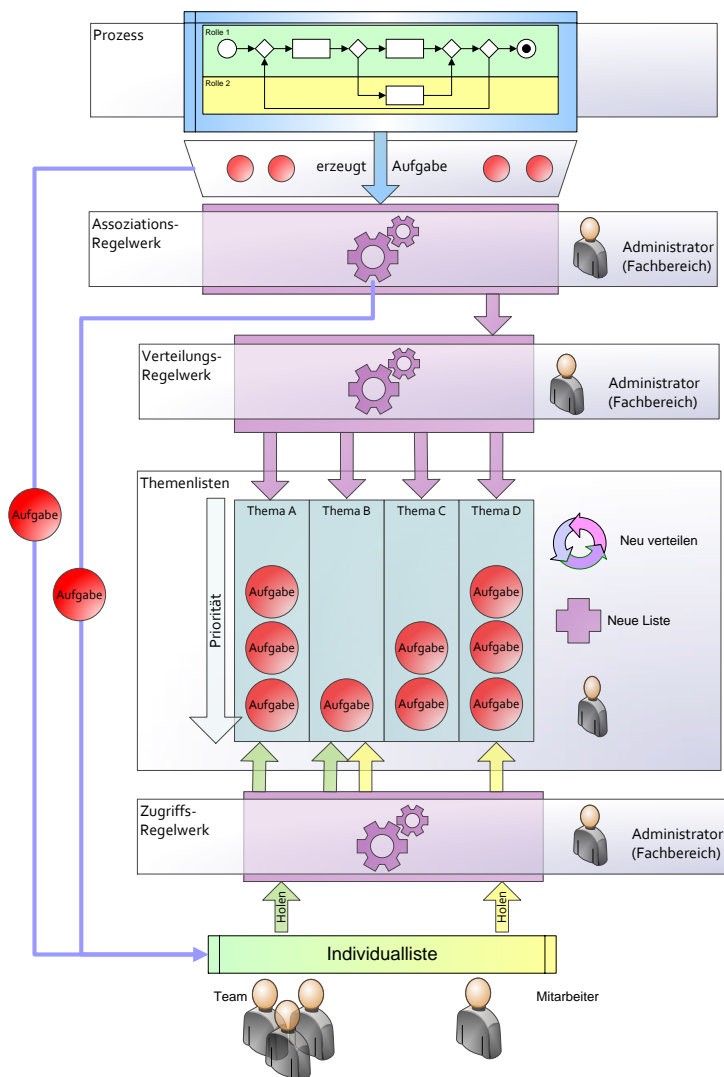 Prozess
Rolle 1
Rolle 2
erzeugt Aufgabe
Assoziations-
Regelwerk
Administrator
(Fachbereich)
Verteilungs-
Regelwerk
Administrator
(Fachbereich)
Themenlisten
Thema A
Thema B
Thema C
Thema D
Aufgabe
Neu verteilen
Aufgabe
Priorität
Aufgabe
Aufgabe
Aufgabe
Aufgabe
Aufgabe
Aufgabe
Neue Liste
Aufgabe
Aufgabe
Aufgabe
Aufgabe
Zugriffs-
Regelwerk
Administrator
(Fachbereich)
Holen
Holen
Individualliste
Team
Mitarbeiter